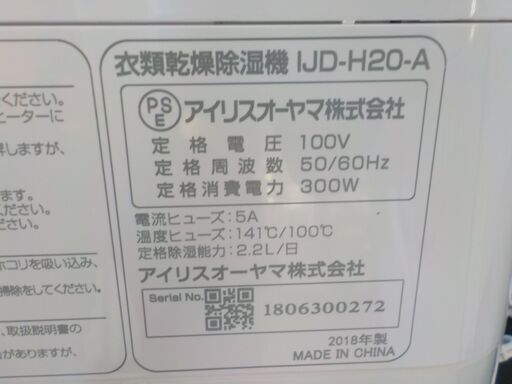 ください。
ヒーターに
昇しますが、
す。
ください。
ださい。
ホコリを吸い込み、
掃除をしてください。
、取扱説明書の
合がありますが、
衣類乾燥除湿機 IJD-H20-A
PSE アイリスオーヤマ株式会社
定格電圧 100V
定格周波数 50/60Hz
定格消費電力 300W
電流ヒューズ:5A
温度ヒューズ:141℃/100℃
定格除湿能力:2.2L/日
アイリスオーヤマ株式会社
Serial No. 1806300272
2018年製
MADE IN CHINA